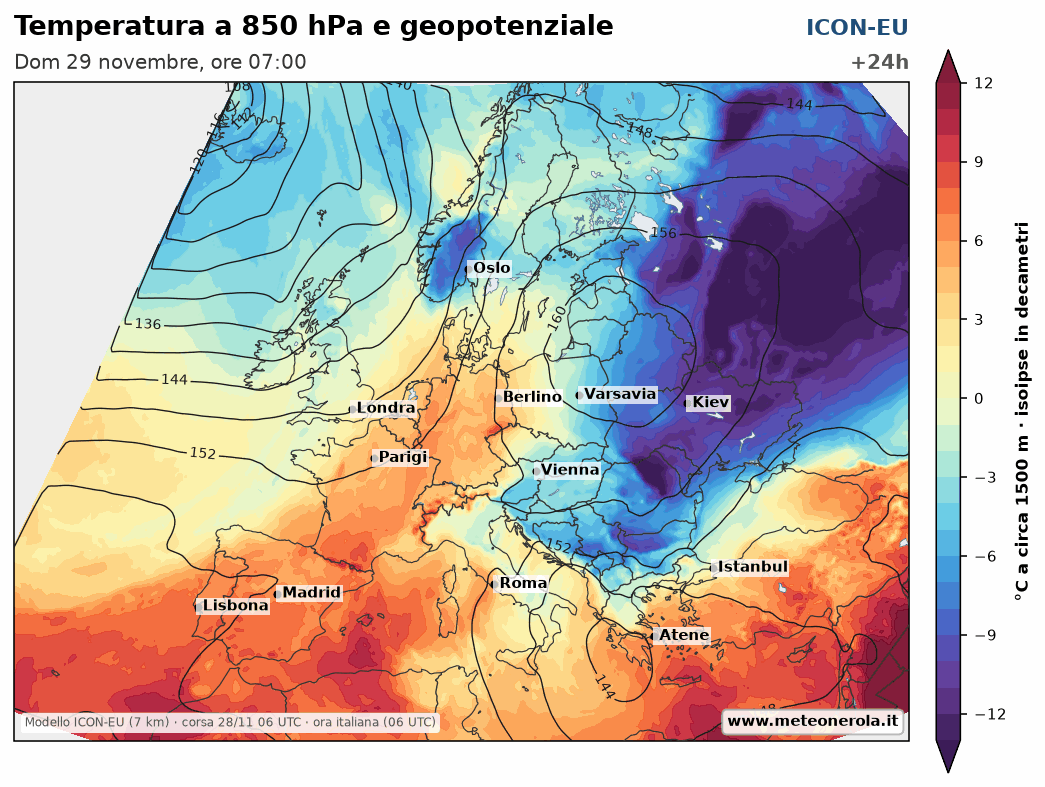 Temperatura a 850 hPa e geopotenziale
ICON-EU
Dom 29 novembre, ore 07:00
+24h
108
120
144
148
156
160
136
144
152
152
144
Oslo
Londra
Berlino
Varsavia
Kiev
Parigi
Vienna
Istanbul
Roma
Madrid
Lisbona
Atene
Modello ICON-EU (7 km) · corsa 28/11 06 UTC · ora italiana (06 UTC)
www.meteonerola.it
12
9
6
3
0
−3
−6
−9
−12
°C a circa 1500 m · isoipse in decametri